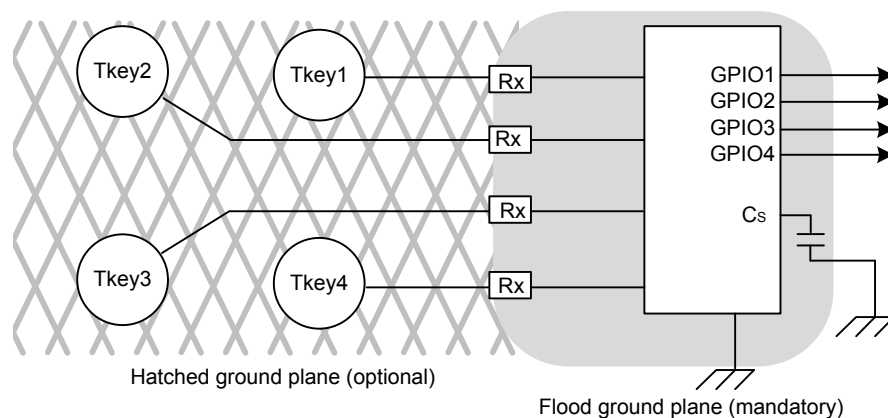 Tkey2
Tkey1
Rx
GPIO1
GPIO2
GPIO3
GPIO4
Rx
Rx
Cs
Tkey3
Tkey4
Rx
Hatched ground plane (optional)
Flood ground plane (mandatory)